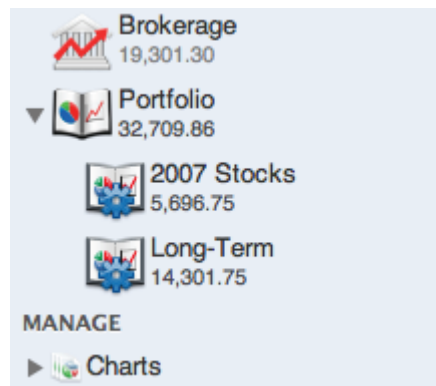 Brokerage
19,301.30
Portfolio
32,709.86
2007 Stocks
5,696.75
Long-Term
14,301.75
MANAGE
Charts